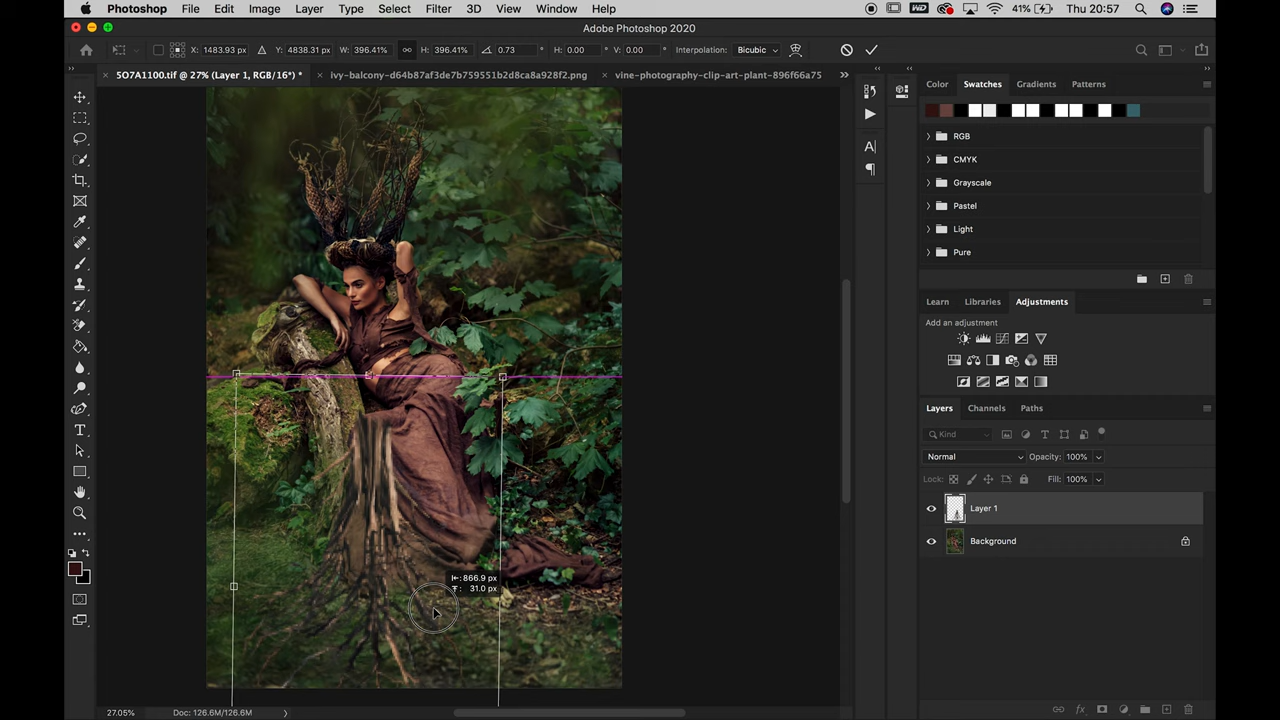 Photoshop File Edit Image Layer Type Select Filter 3D View Window Help WD 41% Thu 20:57
Adobe Photoshop 2020
X: 1483.93 px Y: 4838.31 px W: 396.41% H: 396.41% 0.73 ° H: 0.00 ° V: 0.00 ° Interpolation: Bicubic
5O7A1100.tif @ 27% (Layer 1, RGB/16*) * ivy-balcony-d64b87af3de7b759551b2d8ca8a928f2.png vine-photography-clip-art-plant-896f66a75
Color Swatches Gradients Patterns
RGB
CMYK
Grayscale
Pastel
Light
Pure
Learn Libraries Adjustments
Add an adjustment
Layers Channels Paths
Kind
Normal Opacity: 100%
Lock: Fill: 100%
Layer 1
Background
866.9 px
31.0 px
27.05% Doc: 126.6M/126.6M